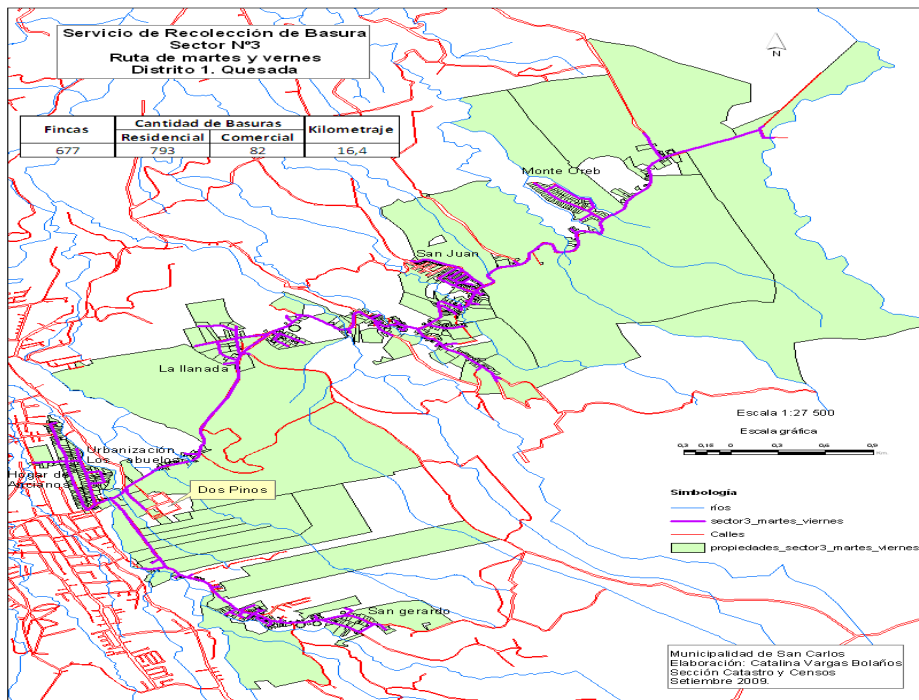 Servicio de Recolección de Basura
Sector Nº3
Ruta de martes y vernes
Distrito 1. Quesada
N
Fincas Cantidad de Basuras Kilometraje
Residencial Comercial
677 793 82 16,4
Monte Oreb
San Juan
La llanada
Urbanización
Los abuelos
Hogar de
Ancianos
Dos Pinos
San gerardo
Escala 1:27 500
Escala gráfica
0,3 0,15 0 0,3 0,6 0,9
Simbología
ríos
sector3_martes_viernes
Calles
propiedades_sector3_martes_viernes
Municipalidad de San Carlos
Elaboración: Catalina Vargas Bolaños
Sección Catastro y Censos
Setiembre 2009.